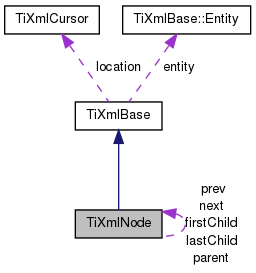 TiXmlCursor
TiXmlBase::Entity
location
entity
TiXmlBase
prev
next
firstChild
lastChild
parent
TiXmlNode